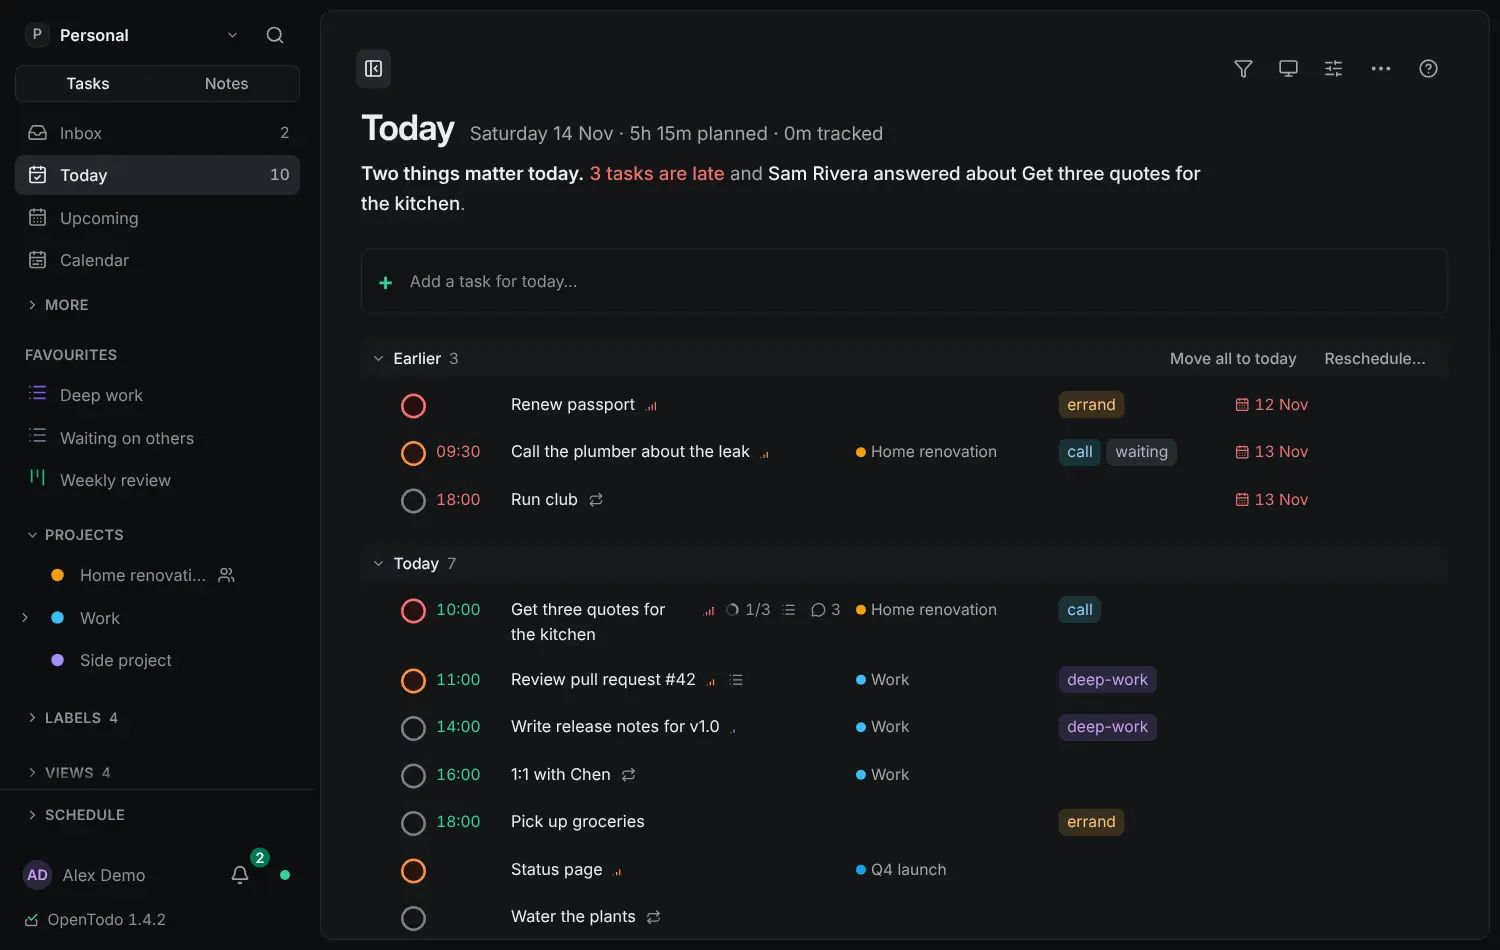 P Personal
Tasks Notes
Inbox 2
Today 10
Upcoming
Calendar
MORE
FAVOURITES
Deep work
Waiting on others
Weekly review
PROJECTS
Home renovati...
Work
Side project
LABELS 4
VIEWS 4
SCHEDULE
AD Alex Demo 2
OpenTodo 1.4.2
Today Saturday 14 Nov · 5h 15m planned · 0m tracked
Two things matter today. 3 tasks are late and Sam Rivera answered about Get three quotes for
the kitchen.
+ Add a task for today...
Earlier 3 Move all to today Reschedule...
Renew passport errand 12 Nov
09:30 Call the plumber about the leak Home renovation call waiting 13 Nov
18:00 Run club 13 Nov
Today 7
10:00 Get three quotes for 1/3 3 Home renovation call
the kitchen
11:00 Review pull request #42 Work deep-work
14:00 Write release notes for v1.0 Work deep-work
16:00 1:1 with Chen Work
18:00 Pick up groceries errand
Status page Q4 launch
Water the plants